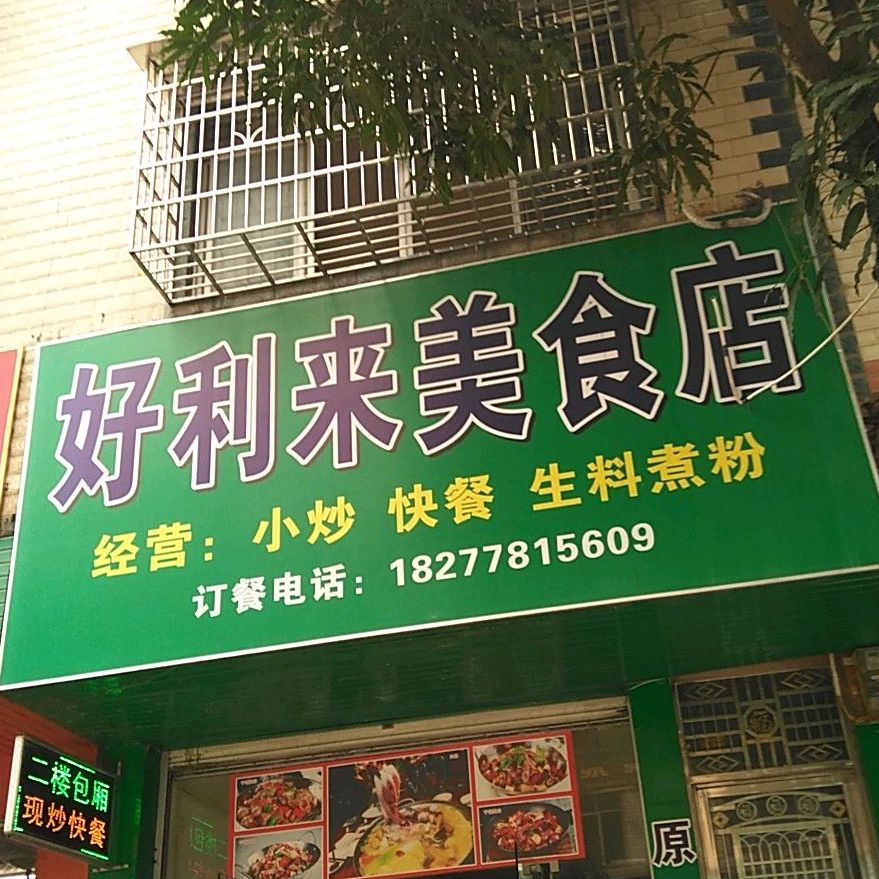 好利来美食店
经营：小炒 快餐 生料煮粉
订餐电话：18277815609
二楼包厢
现炒快餐
原